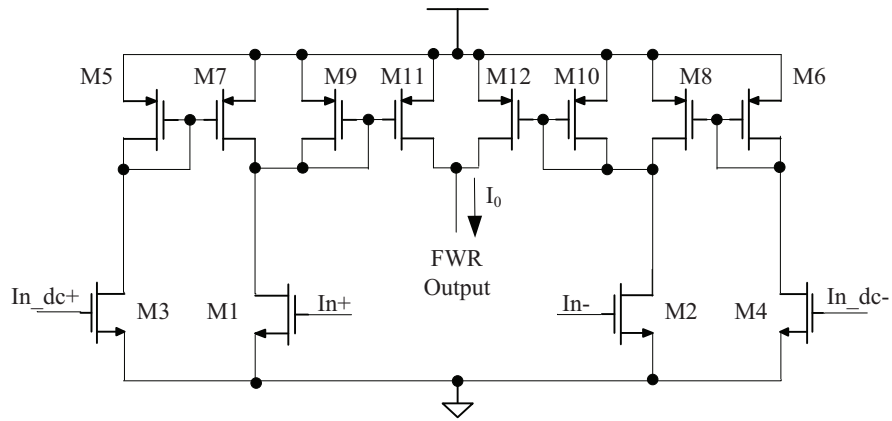 M5 M7 M9 M11 M12 M10 M8 M6
I0
FWR
Output
In_dc+ M3 M1 In+ In- M2 M4 In_dc-